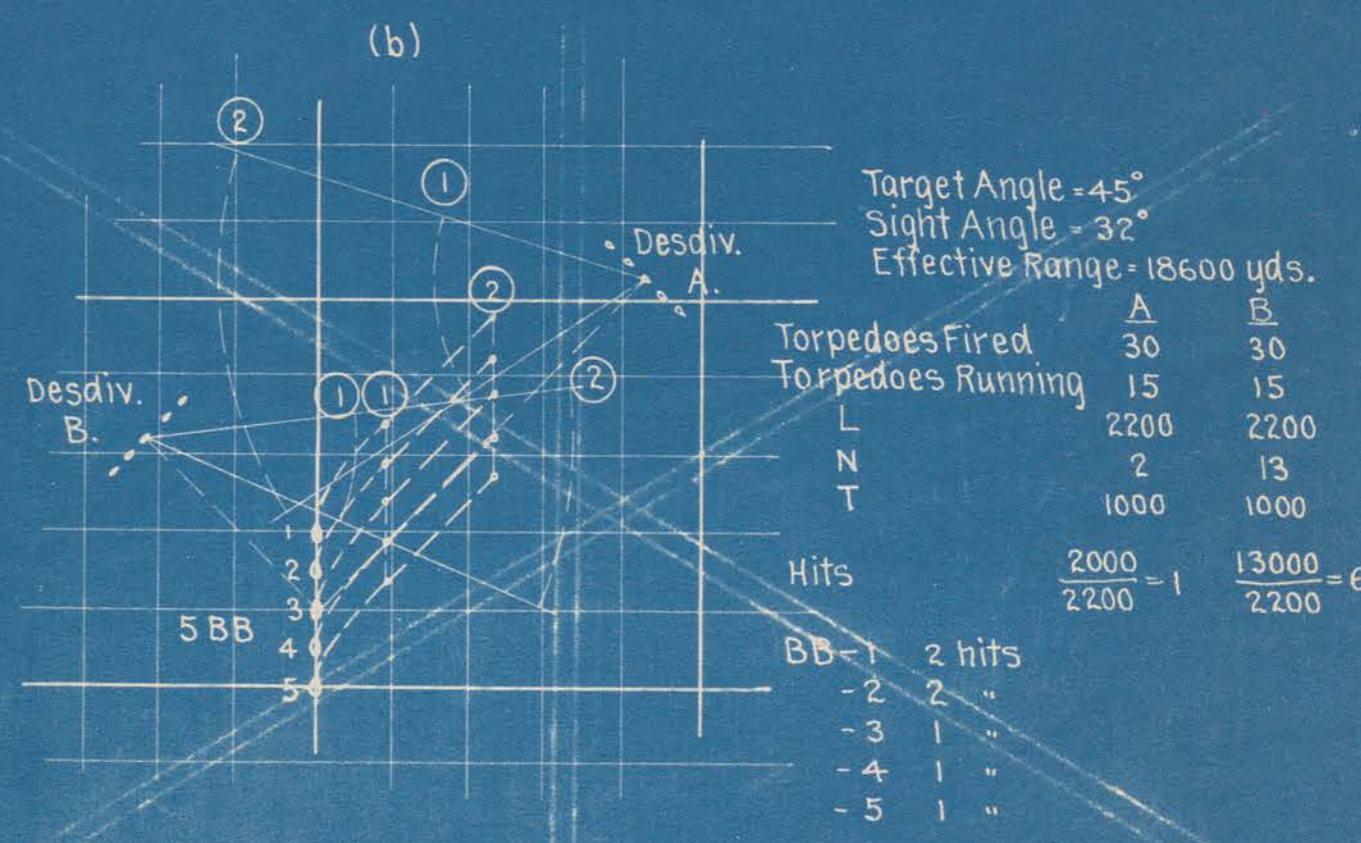 (b)
2
1
Desdiv.
A.
2
2
1
1
Desdiv.
B.
1
2
3
4
5
5 BB
Target Angle = 45°
Sight Angle = 32°
Effective Range = 18600 yds.
A B
Torpedoes Fired 30 30
Torpedoes Running 15 15
L 2200 2200
N 2 13
T 1000 1000
Hits 2000/2200 = 1 13000/2200 = 6
BB-1 2 hits
-2 2 "
-3 1 "
-4 1 "
-5 1 "